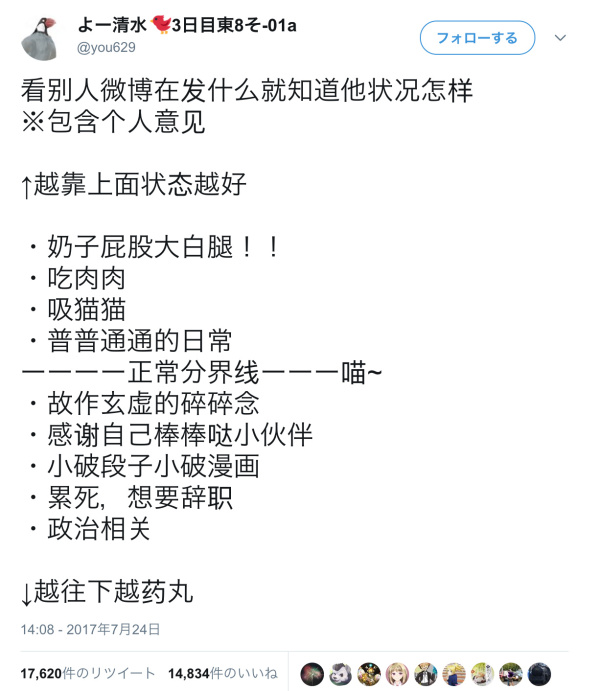 よー清水 🐦3日目東8そ-01a
@you629
フォローする
看别人微博在发什么就知道他状况怎样
※包含个人意见
↑越靠上面状态越好
・奶子屁股大白腿！！
・吃肉肉
・吸猫猫
・普普通通的日常
一一一一正常分界线一一一喵~
・故作玄虚的碎碎念
・感谢自己棒棒哒小伙伴
・小破段子小破漫画
・累死，想要辞职
・政治相关
↓越往下越药丸
14:08 - 2017年7月24日
17,620件のリツイート 14,834件のいいね